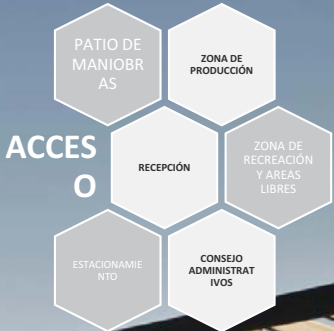 PATIO DE
MANIOBR
AS
ZONA DE
PRODUCCIÓN
ACCES
O
RECEPCIÓN
ZONA DE
RECREACIÓN
Y AREAS
LIBRES
ESTACIONAMIE
NTO
CONSEJO
ADMINISTRAT
IVOS